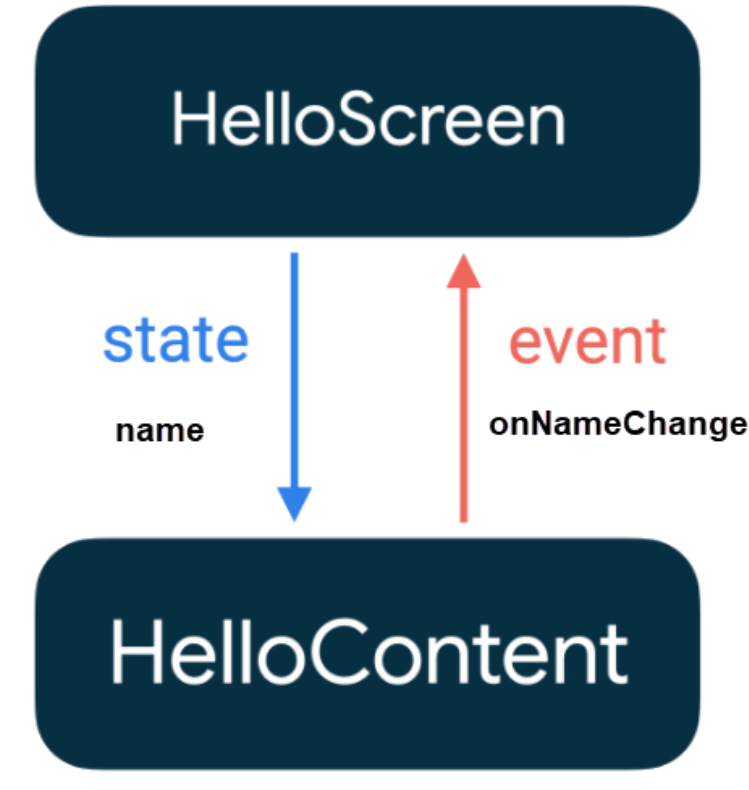 HelloScreen
state
event
name
onNameChange
HelloContent